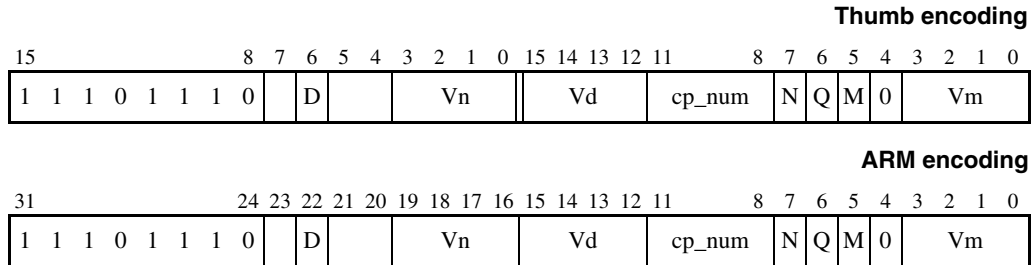 Thumb encoding
15 8 7 6 5 4 3 2 1 0 15 14 13 12 11 8 7 6 5 4 3 2 1 0
1 1 1 0 1 1 1 0 D Vn Vd cp_num N Q M 0 Vm
ARM encoding
31 24 23 22 21 20 19 18 17 16 15 14 13 12 11 8 7 6 5 4 3 2 1 0
1 1 1 0 1 1 1 0 D Vn Vd cp_num N Q M 0 Vm